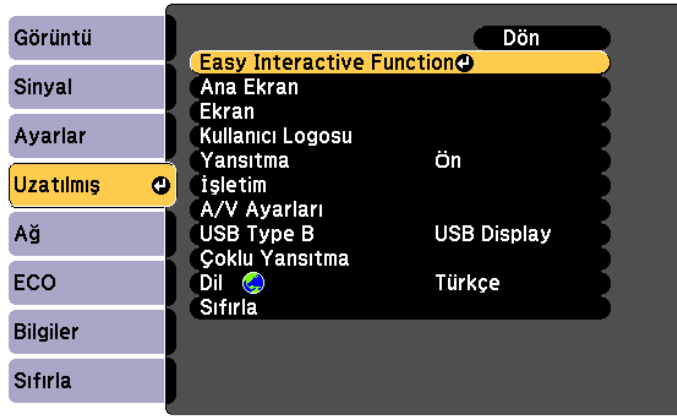 Görüntü
Sinyal
Ayarlar
Uzatılmış
Ağ
ECO
Bilgiler
Sıfırla
Dön
Easy Interactive Function
Ana Ekran
Ekran
Kullanıcı Logosu
Yansıtma Ön
İşletim
A/V Ayarları
USB Type B USB Display
Çoklu Yansıtma
Dil Türkçe
Sıfırla